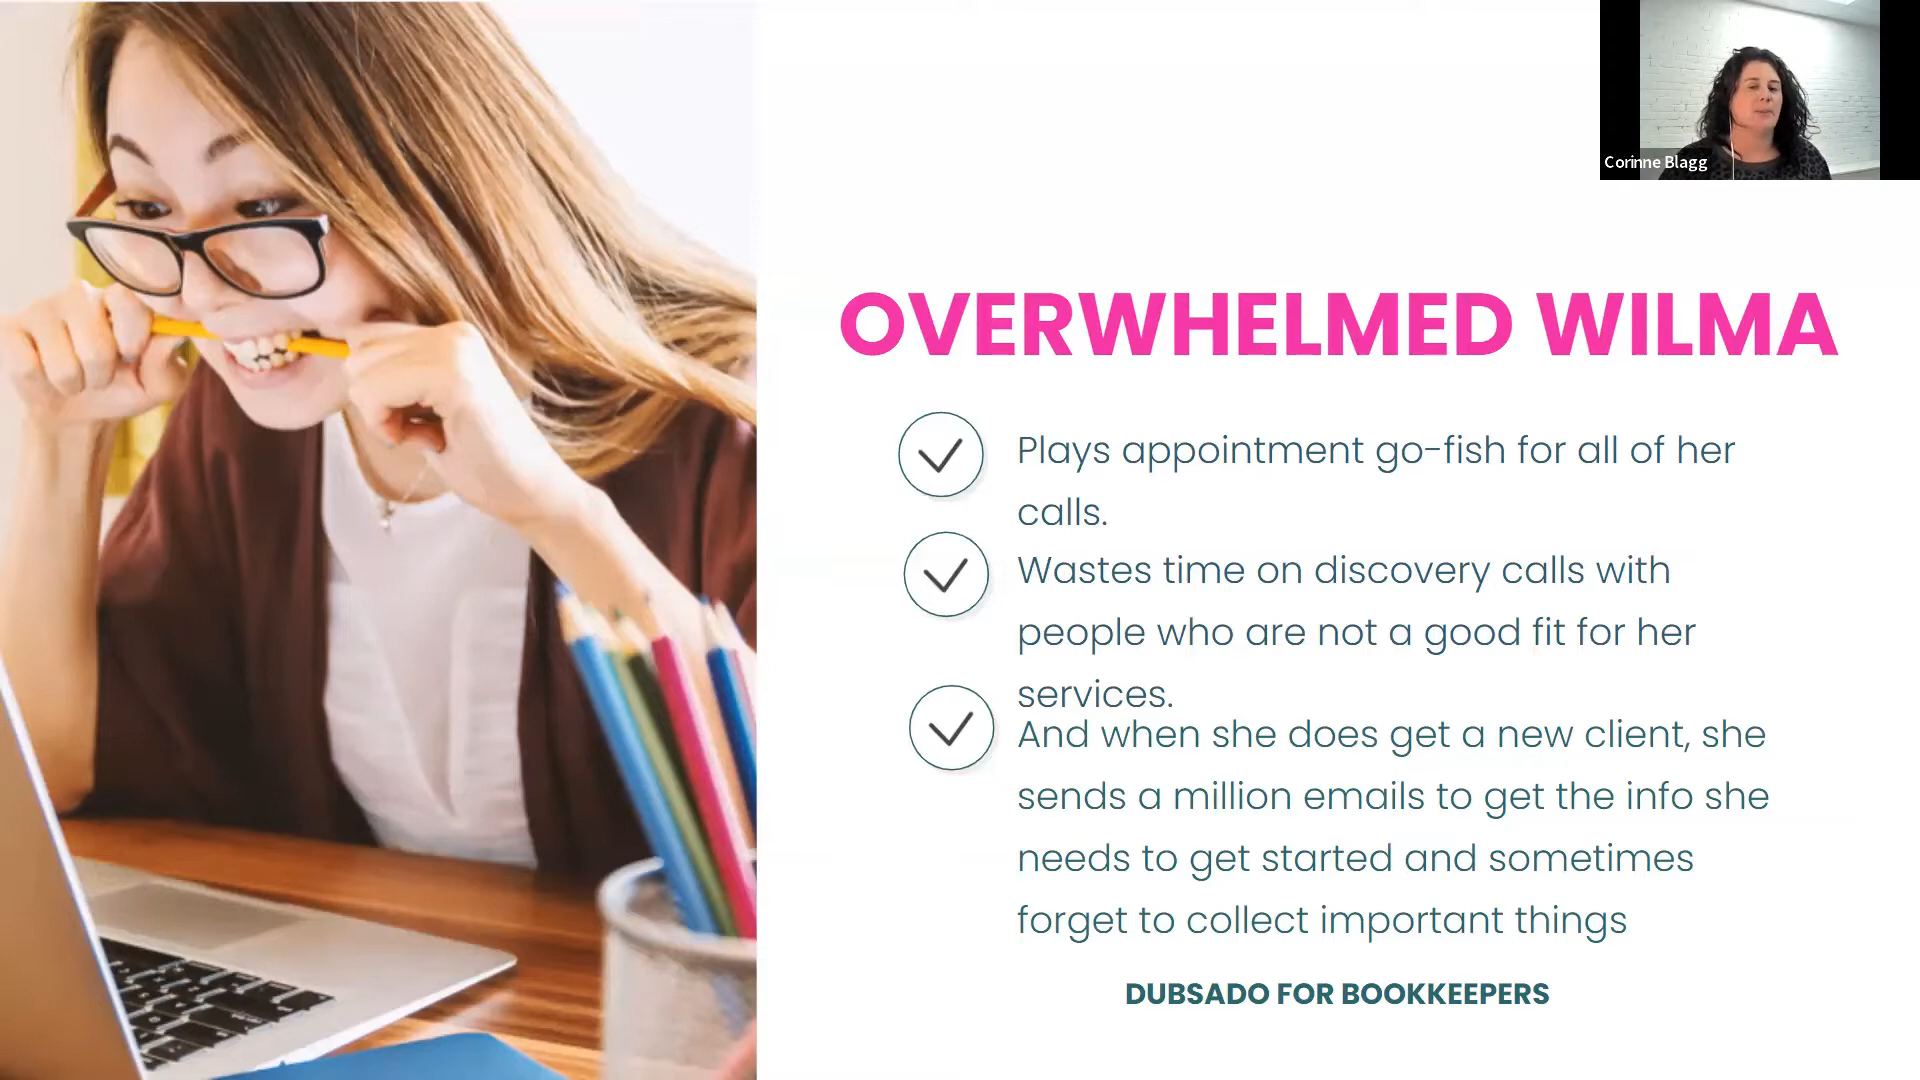 Corinne Blagg
OVERWHELMED WILMA
Plays appointment go-fish for all of her
calls.
Wastes time on discovery calls with
people who are not a good fit for her
services.
And when she does get a new client, she
sends a million emails to get the info she
needs to get started and sometimes
forget to collect important things
DUBSADO FOR BOOKKEEPERS